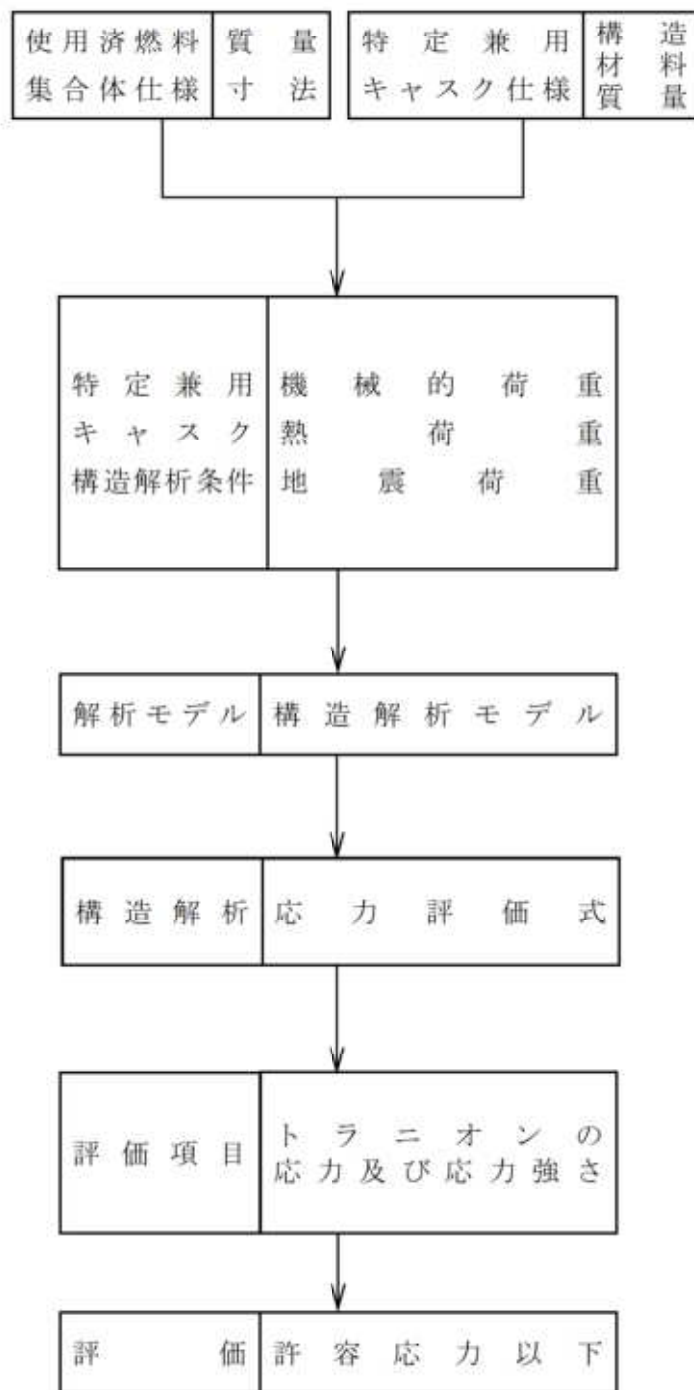 使用済燃料
集合体仕様
質量
寸法
特定兼用
キャスク仕様
構造
材料
質量
特定兼用
キャスク
構造解析条件
機械的荷重
熱荷重
地震荷重
解析モデル
構造解析モデル
構造解析
応力評価式
評価項目
トラニオンの
応力及び応力強さ
評価
許容応力以下